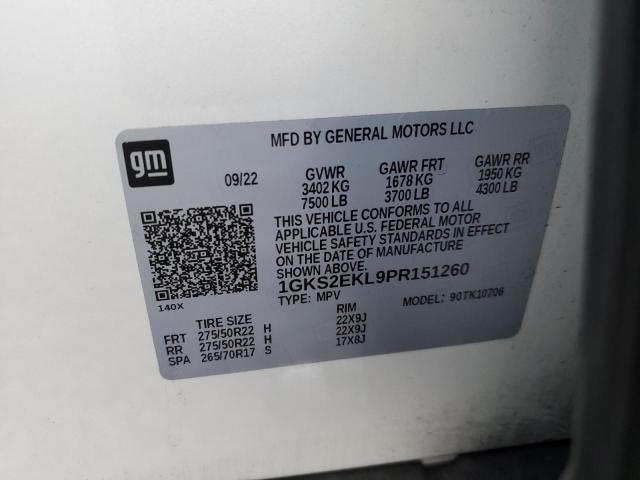 MFD BY GENERAL MOTORS LLC
gm
09/22
GVWR GAWR FRT GAWR RR
3402 KG 1678 KG 1950 KG
7500 LB 3700 LB 4300 LB
THIS VEHICLE CONFORMS TO ALL
APPLICABLE U.S. FEDERAL MOTOR
VEHICLE SAFETY STANDARDS IN EFFECT
ON THE DATE OF MANUFACTURE
SHOWN ABOVE.
1GKS2EKL9PR151260
140X
TYPE: MPV MODEL: 90TK10706
TIRE SIZE RIM
FRT 275/50R22 H 22X9J
RR 275/50R22 H 22X9J
SPA 265/70R17 S 17X8J